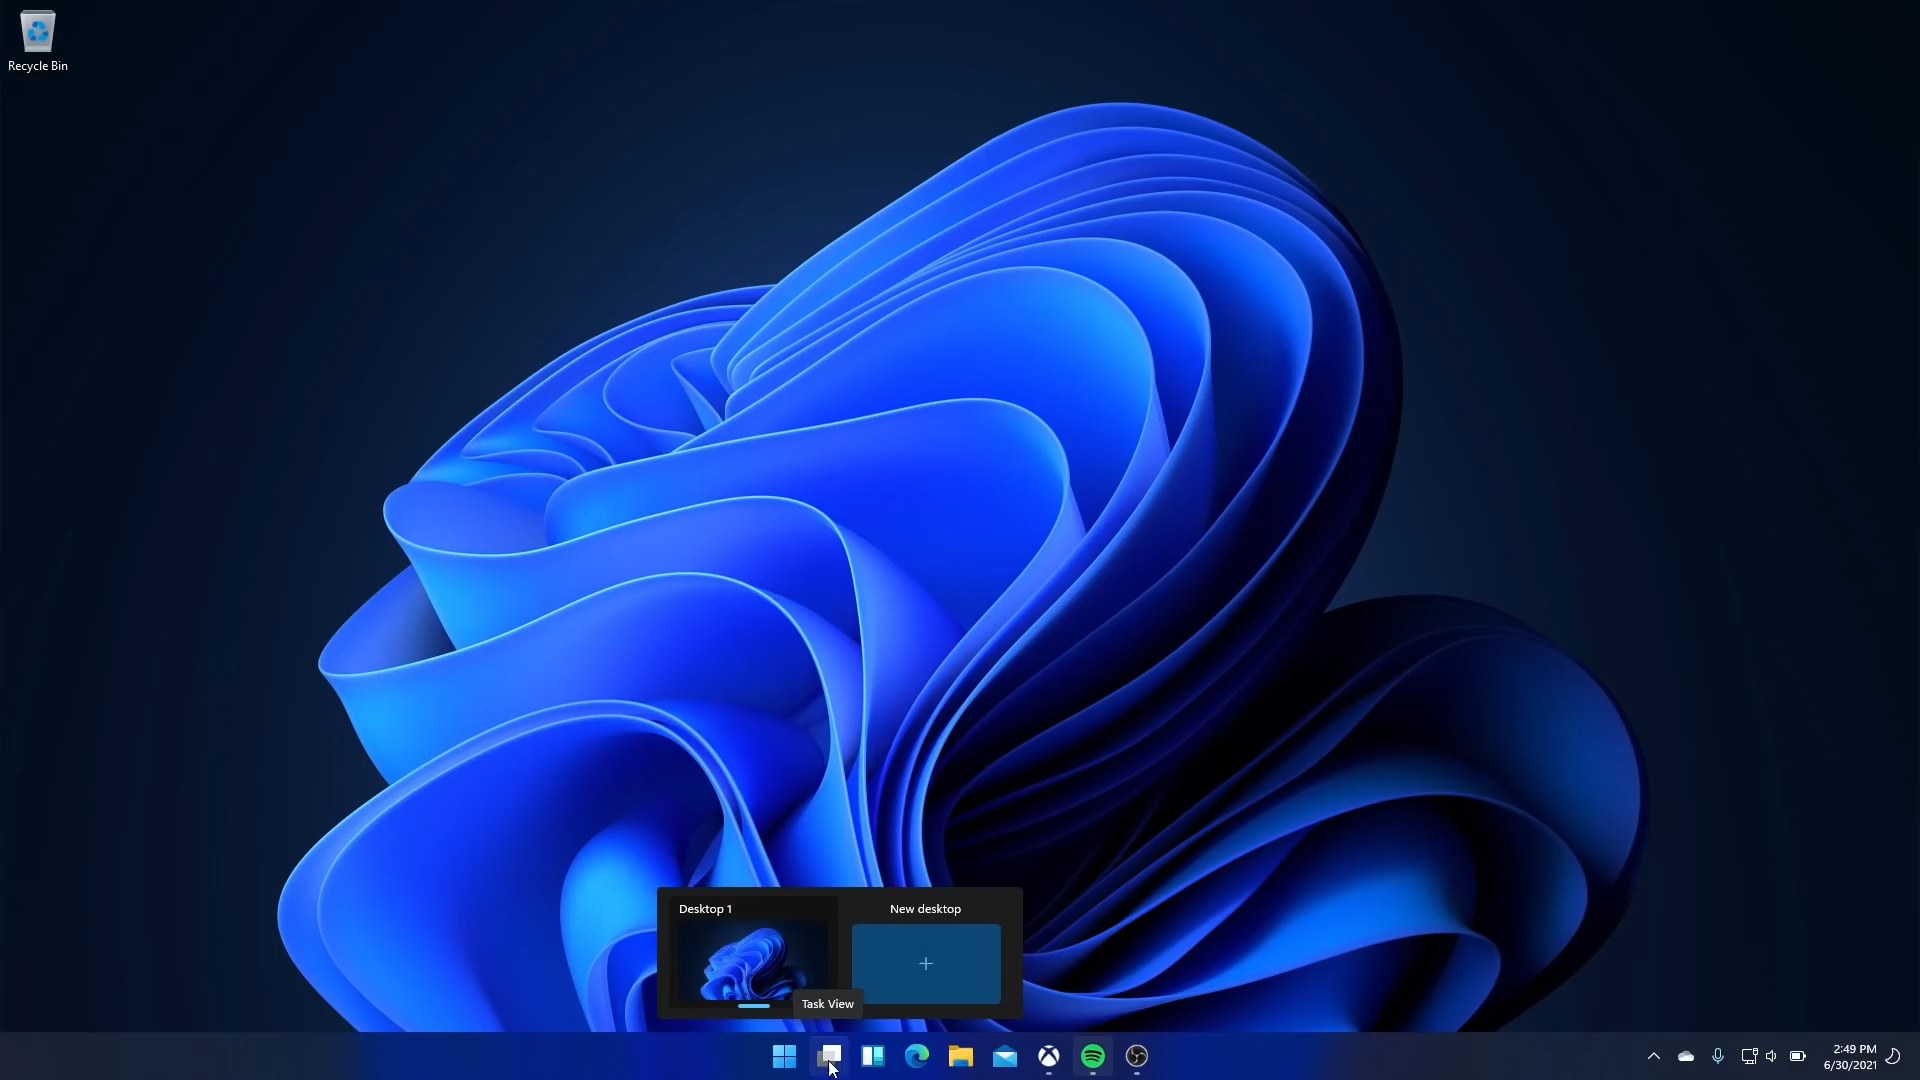 Recycle Bin
Desktop 1
New desktop
Task View
2:49 PM
6/30/2021